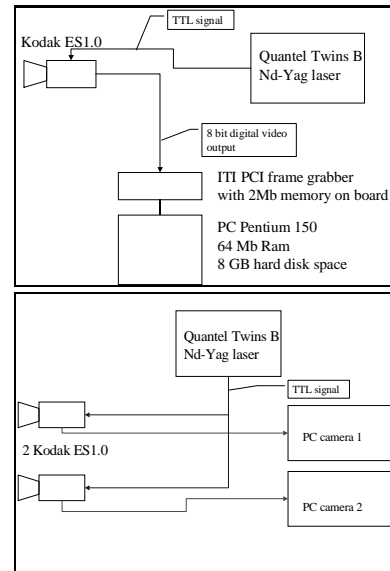 TTL signal
Kodak ES1.0
Quantel Twins B
Nd-Yag laser
8 bit digital video
output
ITI PCI frame grabber
with 2Mb memory on board
PC Pentium 150
64 Mb Ram
8 GB hard disk space
Quantel Twins B
Nd-Yag laser
TTL signal
PC camera 1
2 Kodak ES1.0
PC camera 2